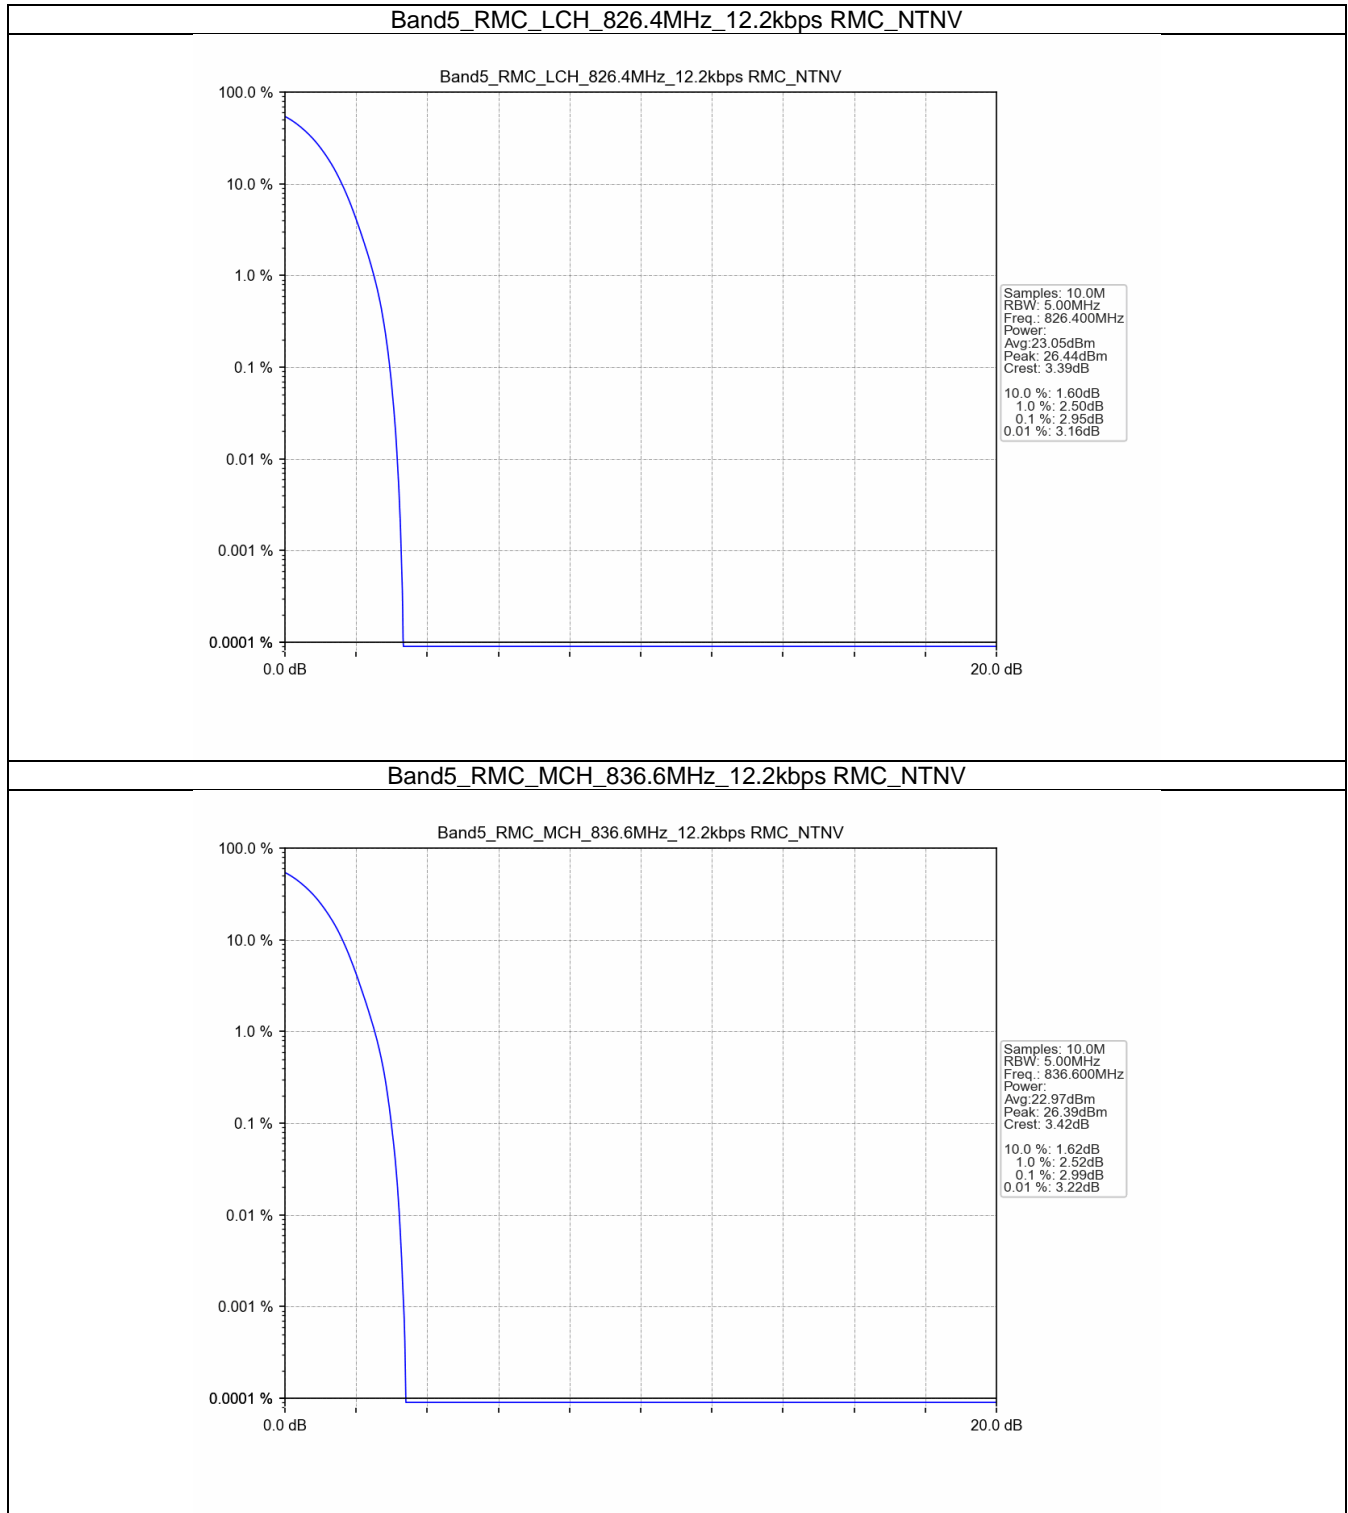 Band5_RMC_LCH_826.4MHz_12.2kbps RMC_NTNV
Band5_RMC_LCH_826.4MHz_12.2kbps RMC_NTNV
100.0 %
10.0 %
1.0 %
0.1 %
0.01 %
0.001 %
0.0001 %
0.0 dB
20.0 dB
Samples: 10.0M
RBW: 5.00MHz
Freq.: 826.400MHz
Power:
Avg:23.05dBm
Peak: 26.44dBm
Crest: 3.39dB
10.0 %: 1.60dB
1.0 %: 2.50dB
0.1 %: 2.95dB
0.01 %: 3.16dB
Band5_RMC_MCH_836.6MHz_12.2kbps RMC_NTNV
Band5_RMC_MCH_836.6MHz_12.2kbps RMC_NTNV
100.0 %
10.0 %
1.0 %
0.1 %
0.01 %
0.001 %
0.0001 %
0.0 dB
20.0 dB
Samples: 10.0M
RBW: 5.00MHz
Freq.: 836.600MHz
Power:
Avg:22.97dBm
Peak: 26.39dBm
Crest: 3.42dB
10.0 %: 1.62dB
1.0 %: 2.52dB
0.1 %: 2.99dB
0.01 %: 3.22dB